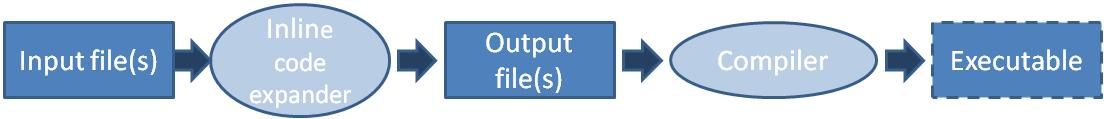 Input file(s)
Inline
code
expander
Output
file(s)
Compiler
Executable